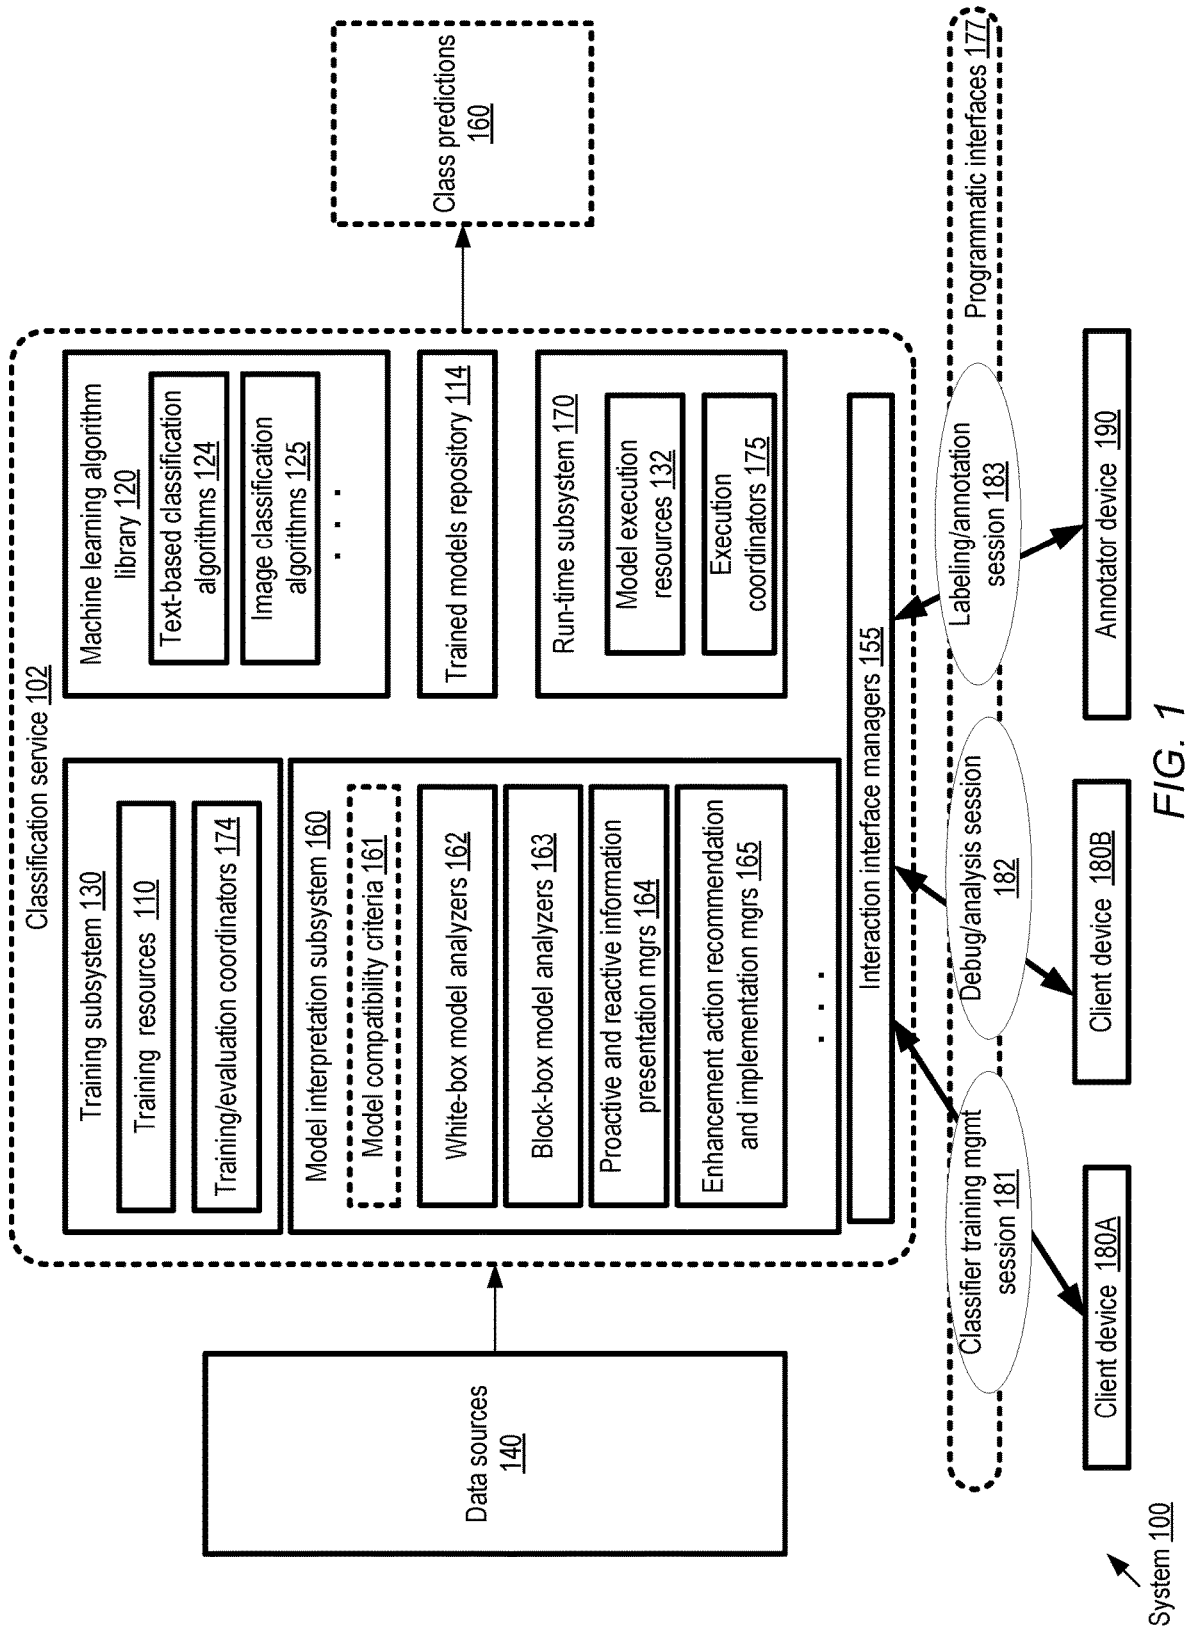 Classification service 102
Training subsystem 130
Training resources 110
Training/evaluation coordinators 174
Model interpretation subsystem 160
Model compatibility criteria 161
White-box model analyzers 162
Block-box model analyzers 163
Proactive and reactive information
presentation mgrs 164
Enhancement action recommendation
and implementation mgrs 165
. . .
Machine learning algorithm
library 120
Text-based classification
algorithms 124
Image classification
algorithms 125
. . .
Trained models repository 114
Run-time subsystem 170
Model execution
resources 132
Execution
coordinators 175
Interaction interface managers 155
Data sources
140
Class predictions
160
Classifier training mgmt
session 181
Debug/analysis session
182
Labeling/annotation
session 183
Programmatic interfaces 177
Client device 180A
Client device 180B
Annotator device 190
System 100
FIG. 1